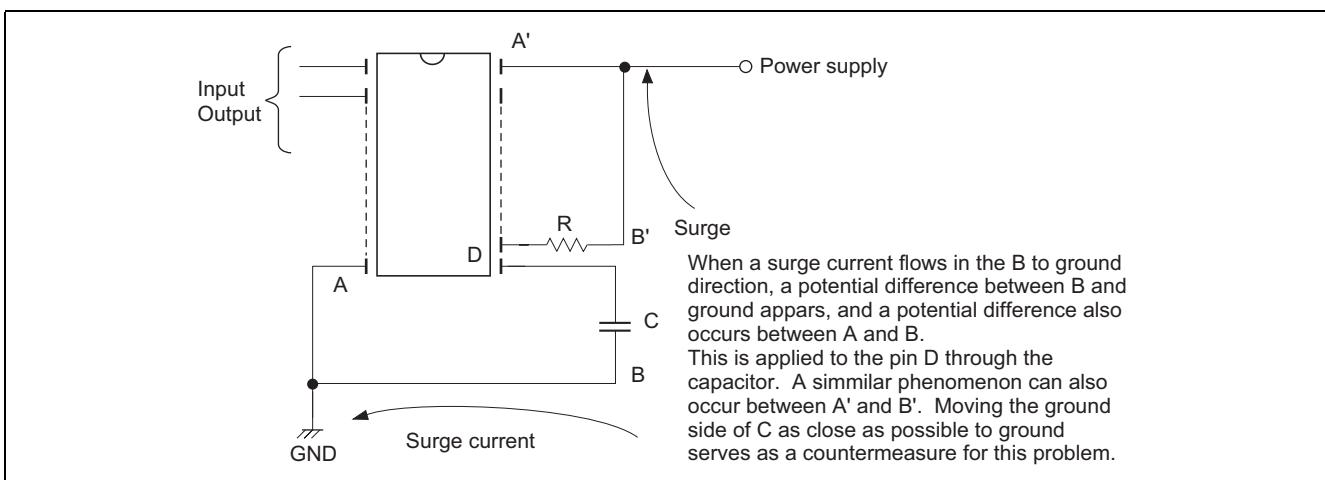 A'
Power supply
Input
Output
R
B'
Surge
D
A
When a surge current flows in the B to ground
direction, a potential difference between B and
ground appars, and a potential difference also
occurs between A and B.
This is applied to the pin D through the
capacitor. A simmilar phenomenon can also
occur between A' and B'. Moving the ground
side of C as close as possible to ground
serves as a countermeasure for this problem.
C
B
Surge current
GND